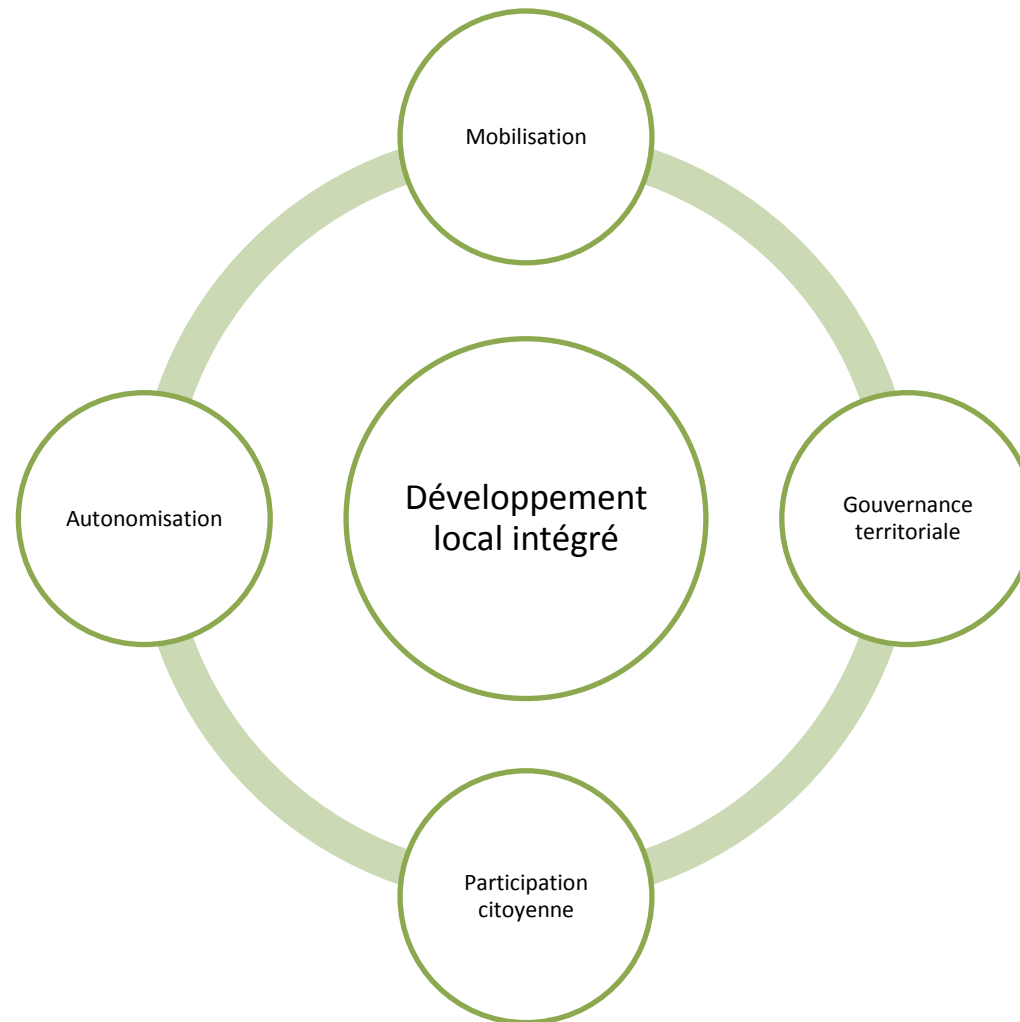 Mobilisation
Autonomisation
Développement
local intégré
Gouvernance
territoriale
Participation
citoyenne